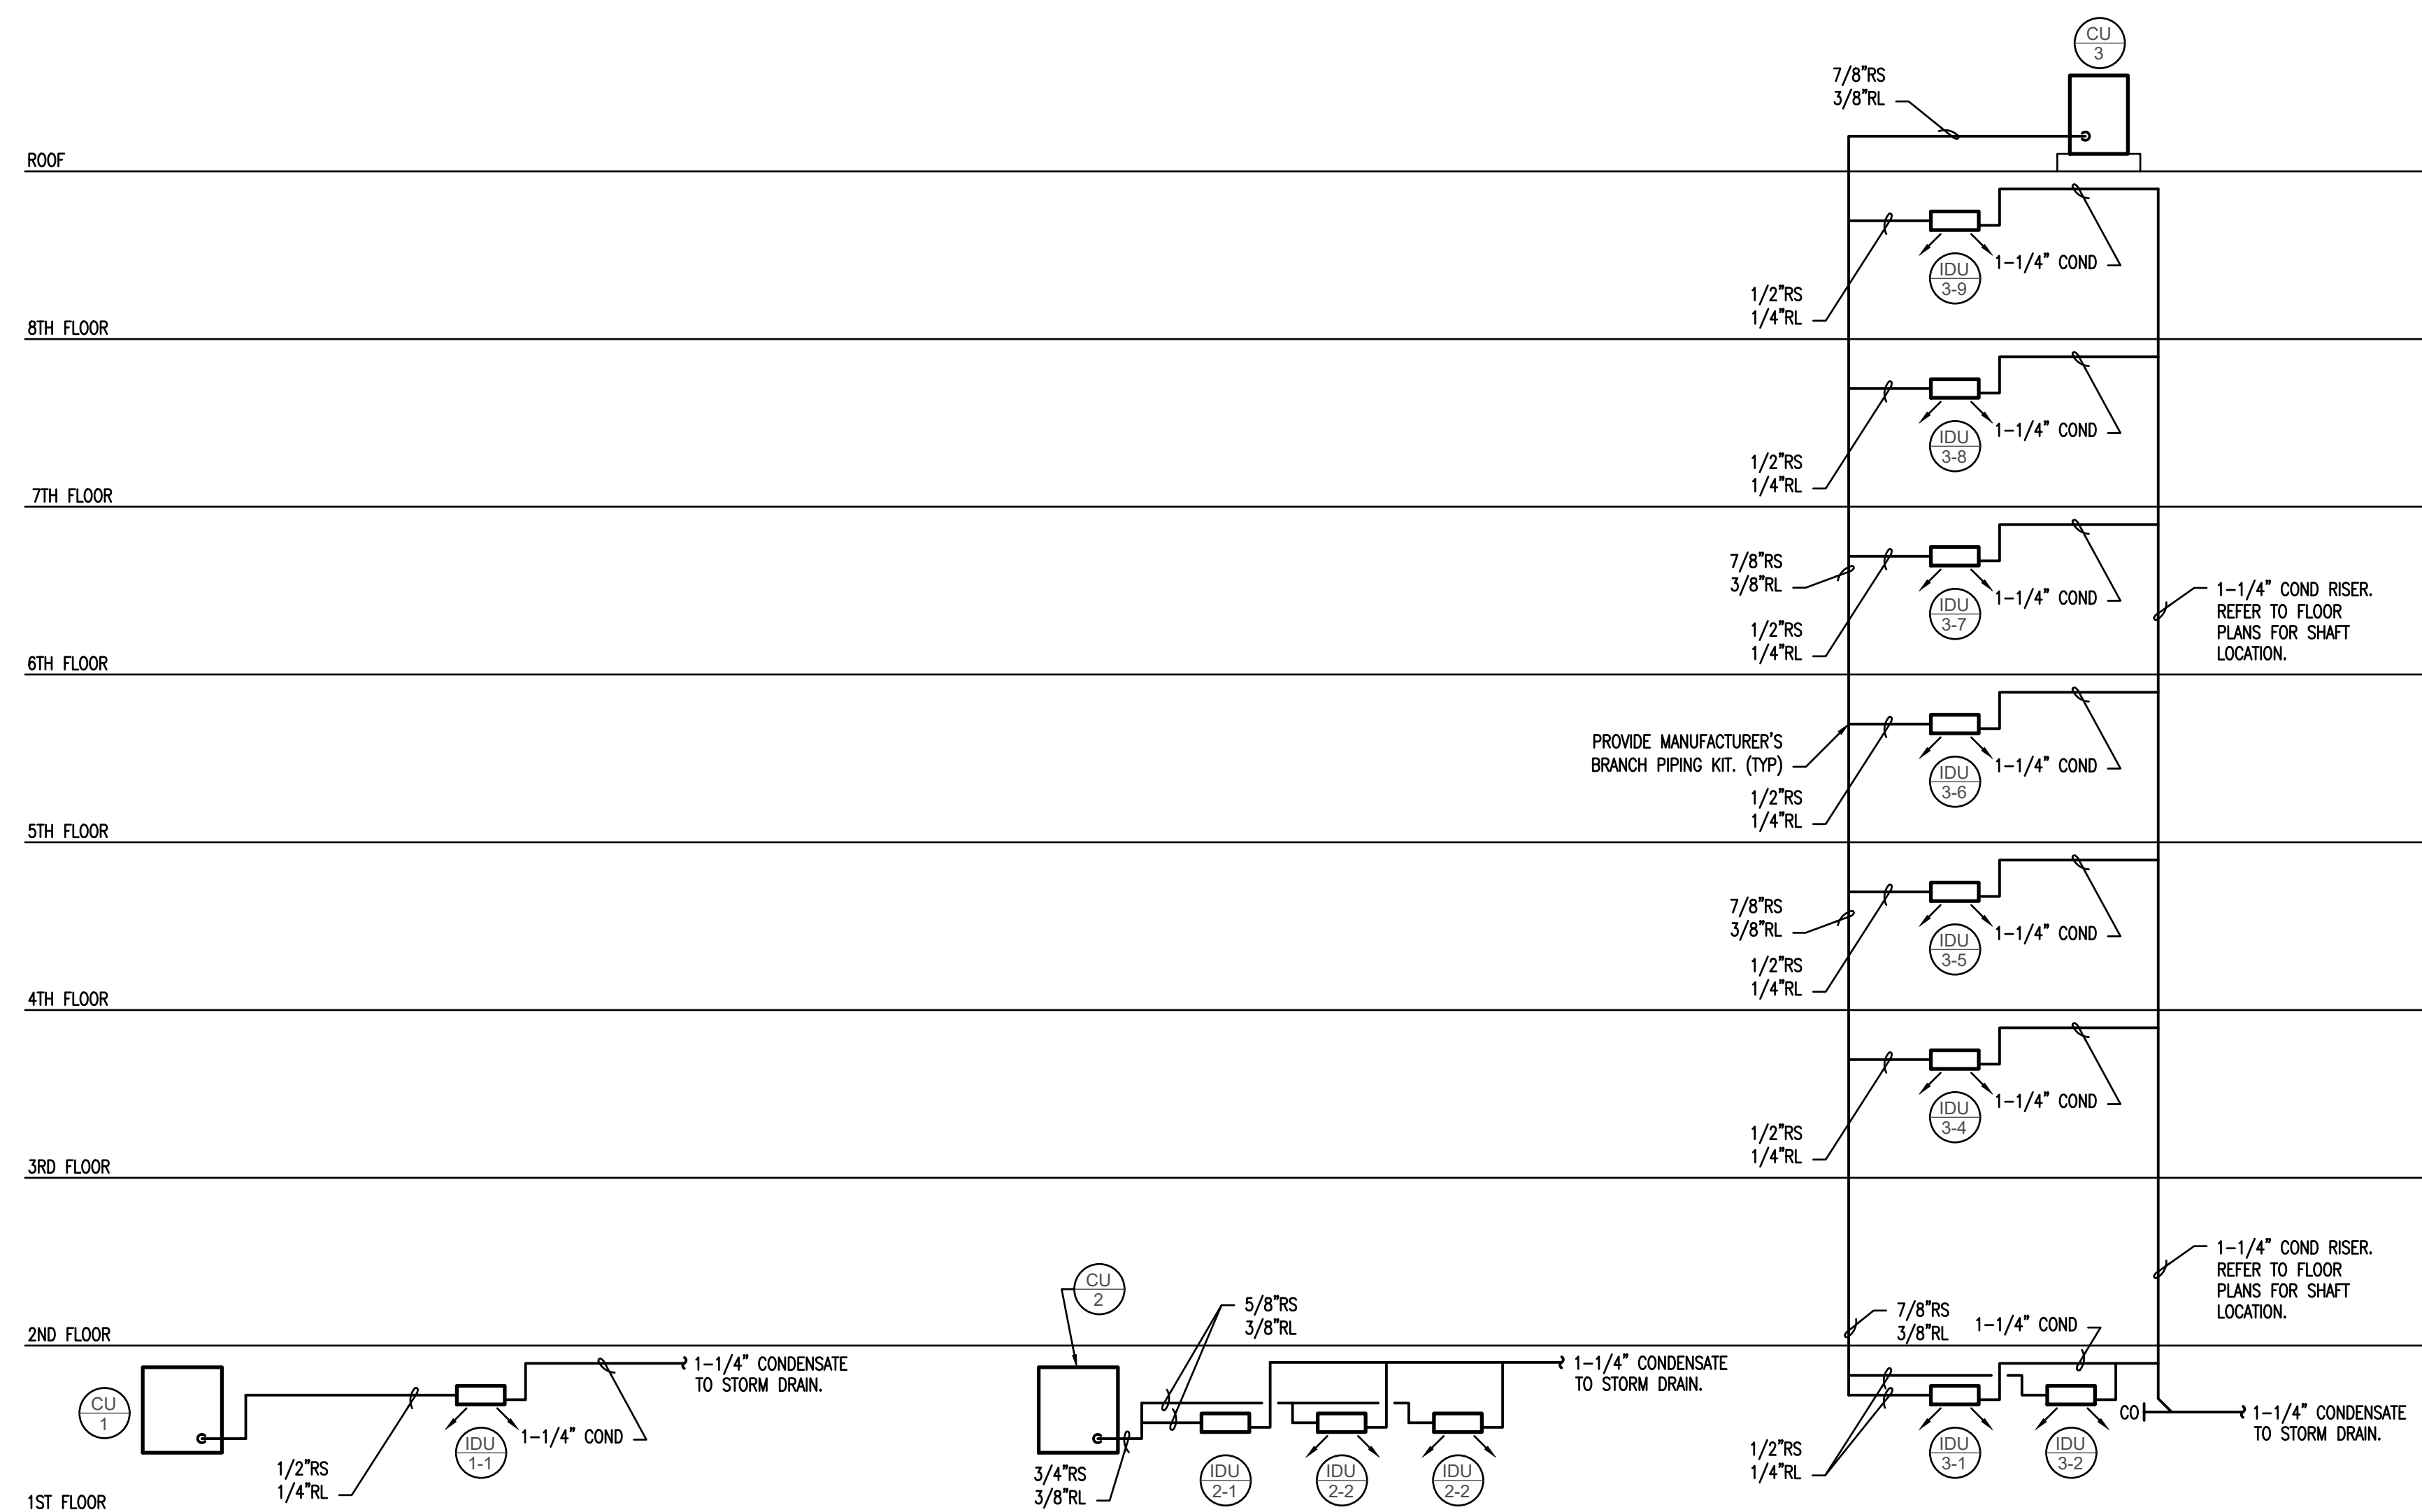 CU
3
7/8"RS
3/8"RL
ROOF
1-1/4" COND
IDU
3-9
1/2"RS
1/4"RL
8TH FLOOR
1-1/4" COND
IDU
3-8
1/2"RS
1/4"RL
7TH FLOOR
7/8"RS
3/8"RL
1-1/4" COND
IDU
3-7
1-1/4" COND RISER.
REFER TO FLOOR
PLANS FOR SHAFT
LOCATION.
1/2"RS
1/4"RL
6TH FLOOR
PROVIDE MANUFACTURER'S
BRANCH PIPING KIT. (TYP)
1-1/4" COND
IDU
3-6
1/2"RS
1/4"RL
5TH FLOOR
7/8"RS
3/8"RL
1-1/4" COND
IDU
3-5
1/2"RS
1/4"RL
4TH FLOOR
1-1/4" COND
IDU
3-4
1/2"RS
1/4"RL
3RD FLOOR
1-1/4" COND RISER.
REFER TO FLOOR
PLANS FOR SHAFT
LOCATION.
CU
2
5/8"RS
3/8"RL
7/8"RS
3/8"RL
1-1/4" COND
2ND FLOOR
CU
1
1-1/4" CONDENSATE
TO STORM DRAIN.
1-1/4" COND
IDU
1-1
1/2"RS
1/4"RL
1-1/4" CONDENSATE
TO STORM DRAIN.
3/4"RS
3/8"RL
IDU
2-1
IDU
2-2
IDU
2-2
1/2"RS
1/4"RL
IDU
3-1
IDU
3-2
CO
1-1/4" CONDENSATE
TO STORM DRAIN.
1ST FLOOR